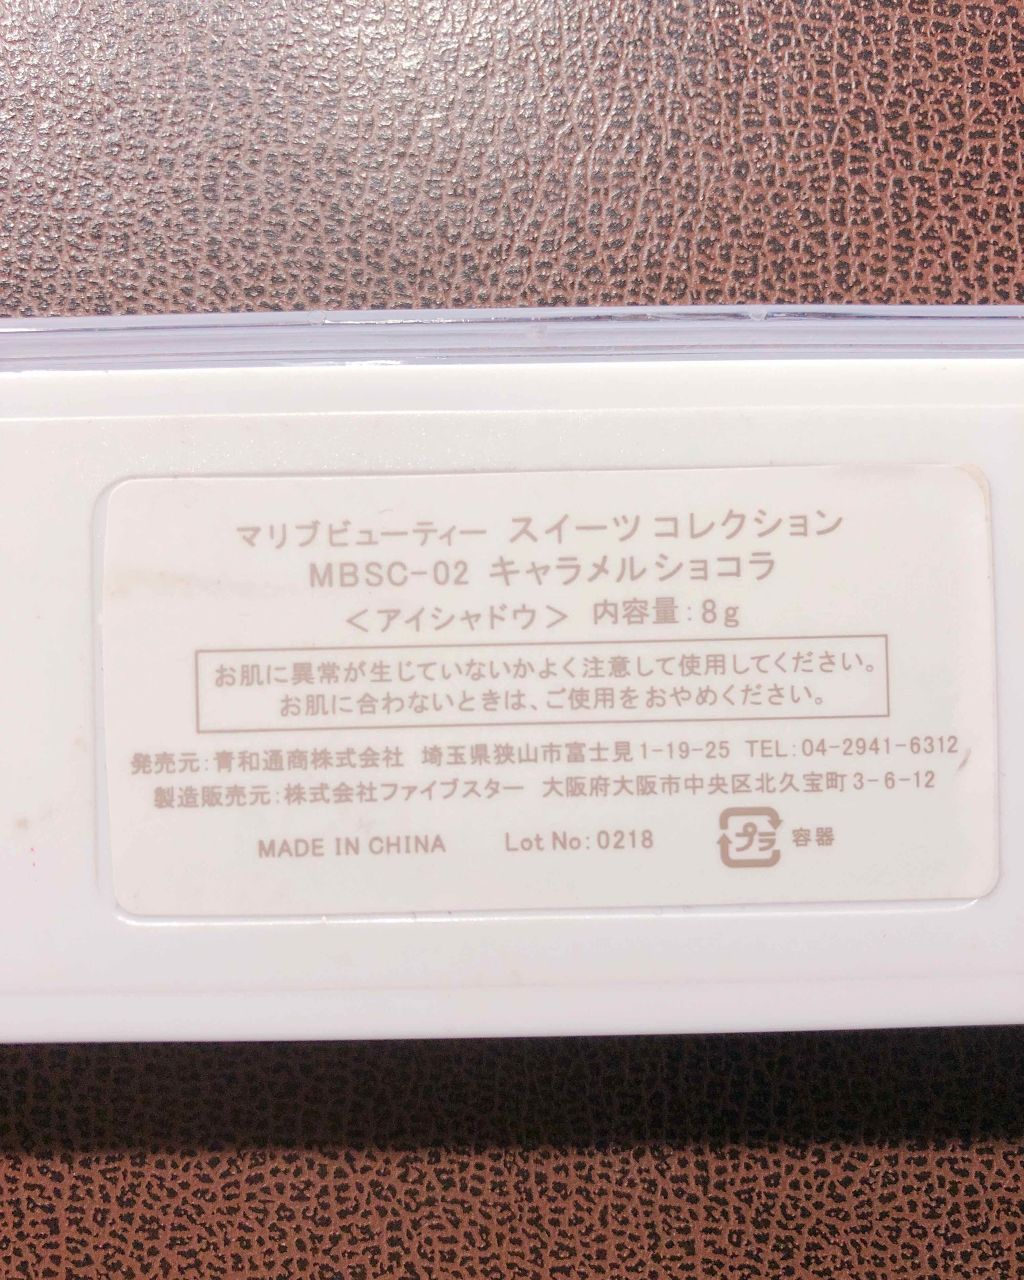 マリブビューティー スイーツ コレクション
MBSC-02 キャラメルショコラ
＜アイシャドウ＞ 内容量:8g
お肌に異常が生じていないかよく注意して使用してください。
お肌に合わないときは、ご使用をおやめください。
発売元:青和通商株式会社 埼玉県狭山市富士見1-19-25 TEL:04-2941-6312
製造販売元:株式会社ファイブスター 大阪府大阪市中央区北久宝町3-6-12
MADE IN CHINA Lot No:0218 プラ 容器